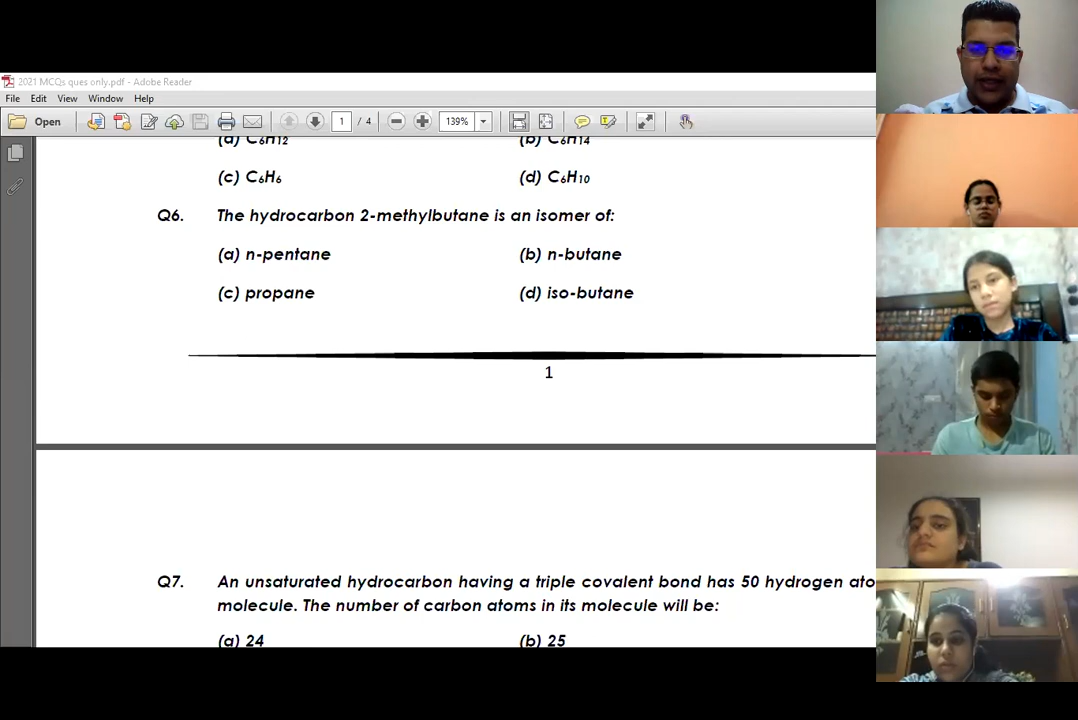 2021 MCQs ques only.pdf - Adobe Reader
File Edit View Window Help
Open 1 / 4 139%
(a) C6H12 (b) C6H14
(c) C6H6 (d) C6H10
Q6. The hydrocarbon 2-methylbutane is an isomer of:
(a) n-pentane (b) n-butane
(c) propane (d) iso-butane
1
Q7. An unsaturated hydrocarbon having a triple covalent bond has 50 hydrogen ato
molecule. The number of carbon atoms in its molecule will be:
(a) 24 (b) 25